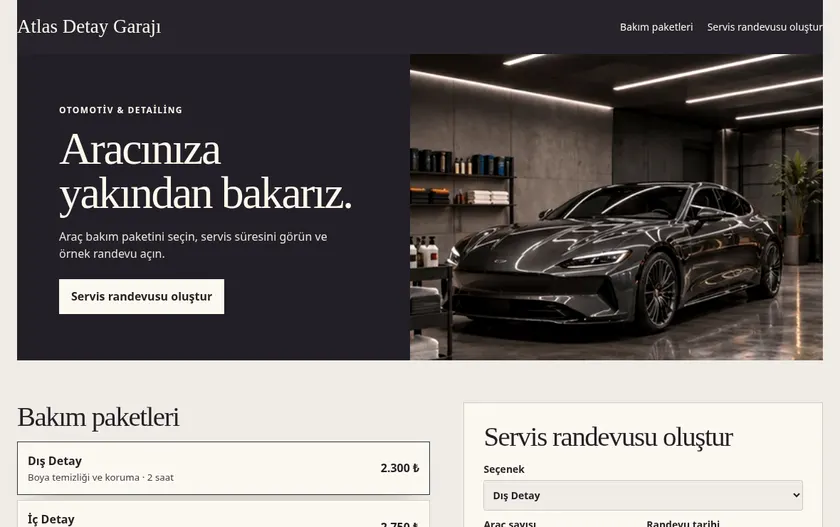 Atlas Detay Garajı
Bakım paketleri
Servis randevusu oluştur
OTOMOTİV & DETAİLİNG
Aracınıza
yakından bakarız.
Araç bakım paketini seçin, servis süresini görün ve
örnek randevu açın.
Servis randevusu oluştur
Bakım paketleri
Dış Detay
Boya temizliği ve koruma · 2 saat
2.300 ₺
İç Detay
2.750 ₺
Servis randevusu oluştur
Seçenek
Dış Detay
Araç sayısı
Randevu tarihi